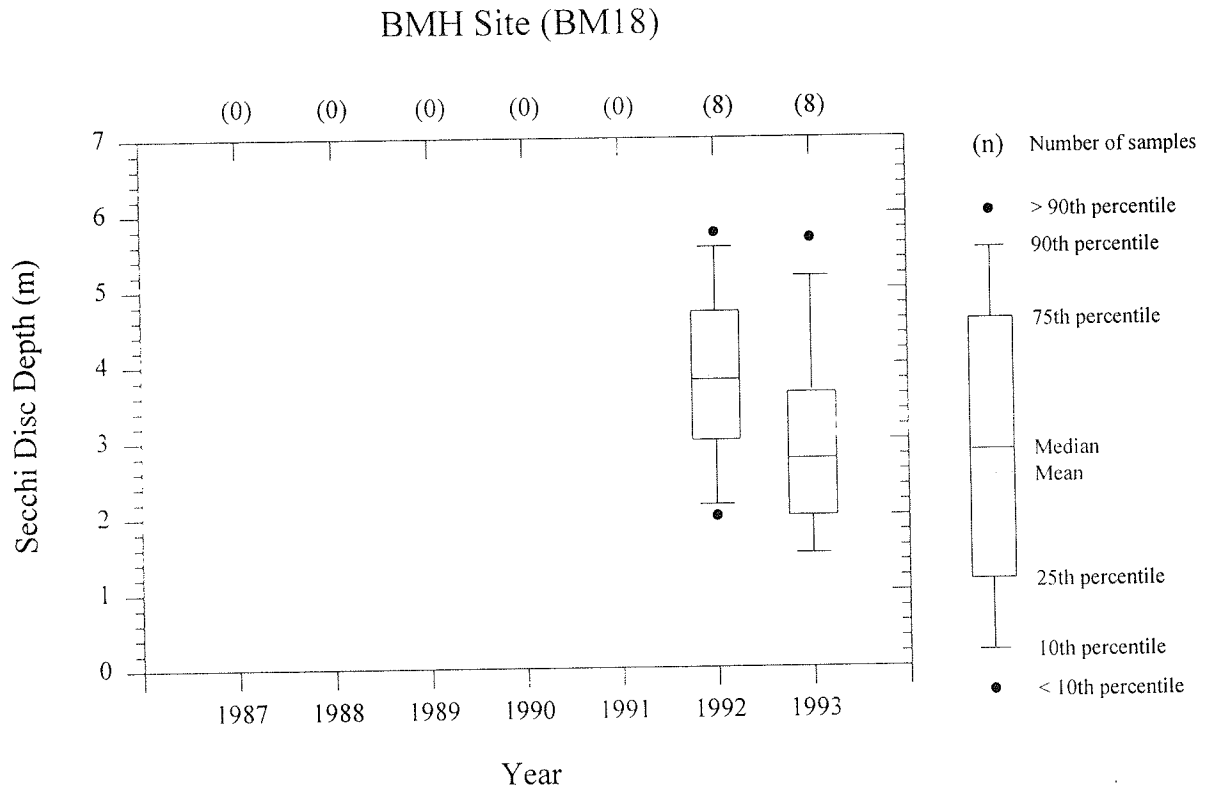 BMH Site (BM18)
(0) (0) (0) (0) (0) (8) (8)
7
6
5
4
3
2
1
0
Secchi Disc Depth (m)
1987 1988 1989 1990 1991 1992 1993
Year
(n) Number of samples
> 90th percentile
90th percentile
75th percentile
Median
Mean
25th percentile
10th percentile
< 10th percentile